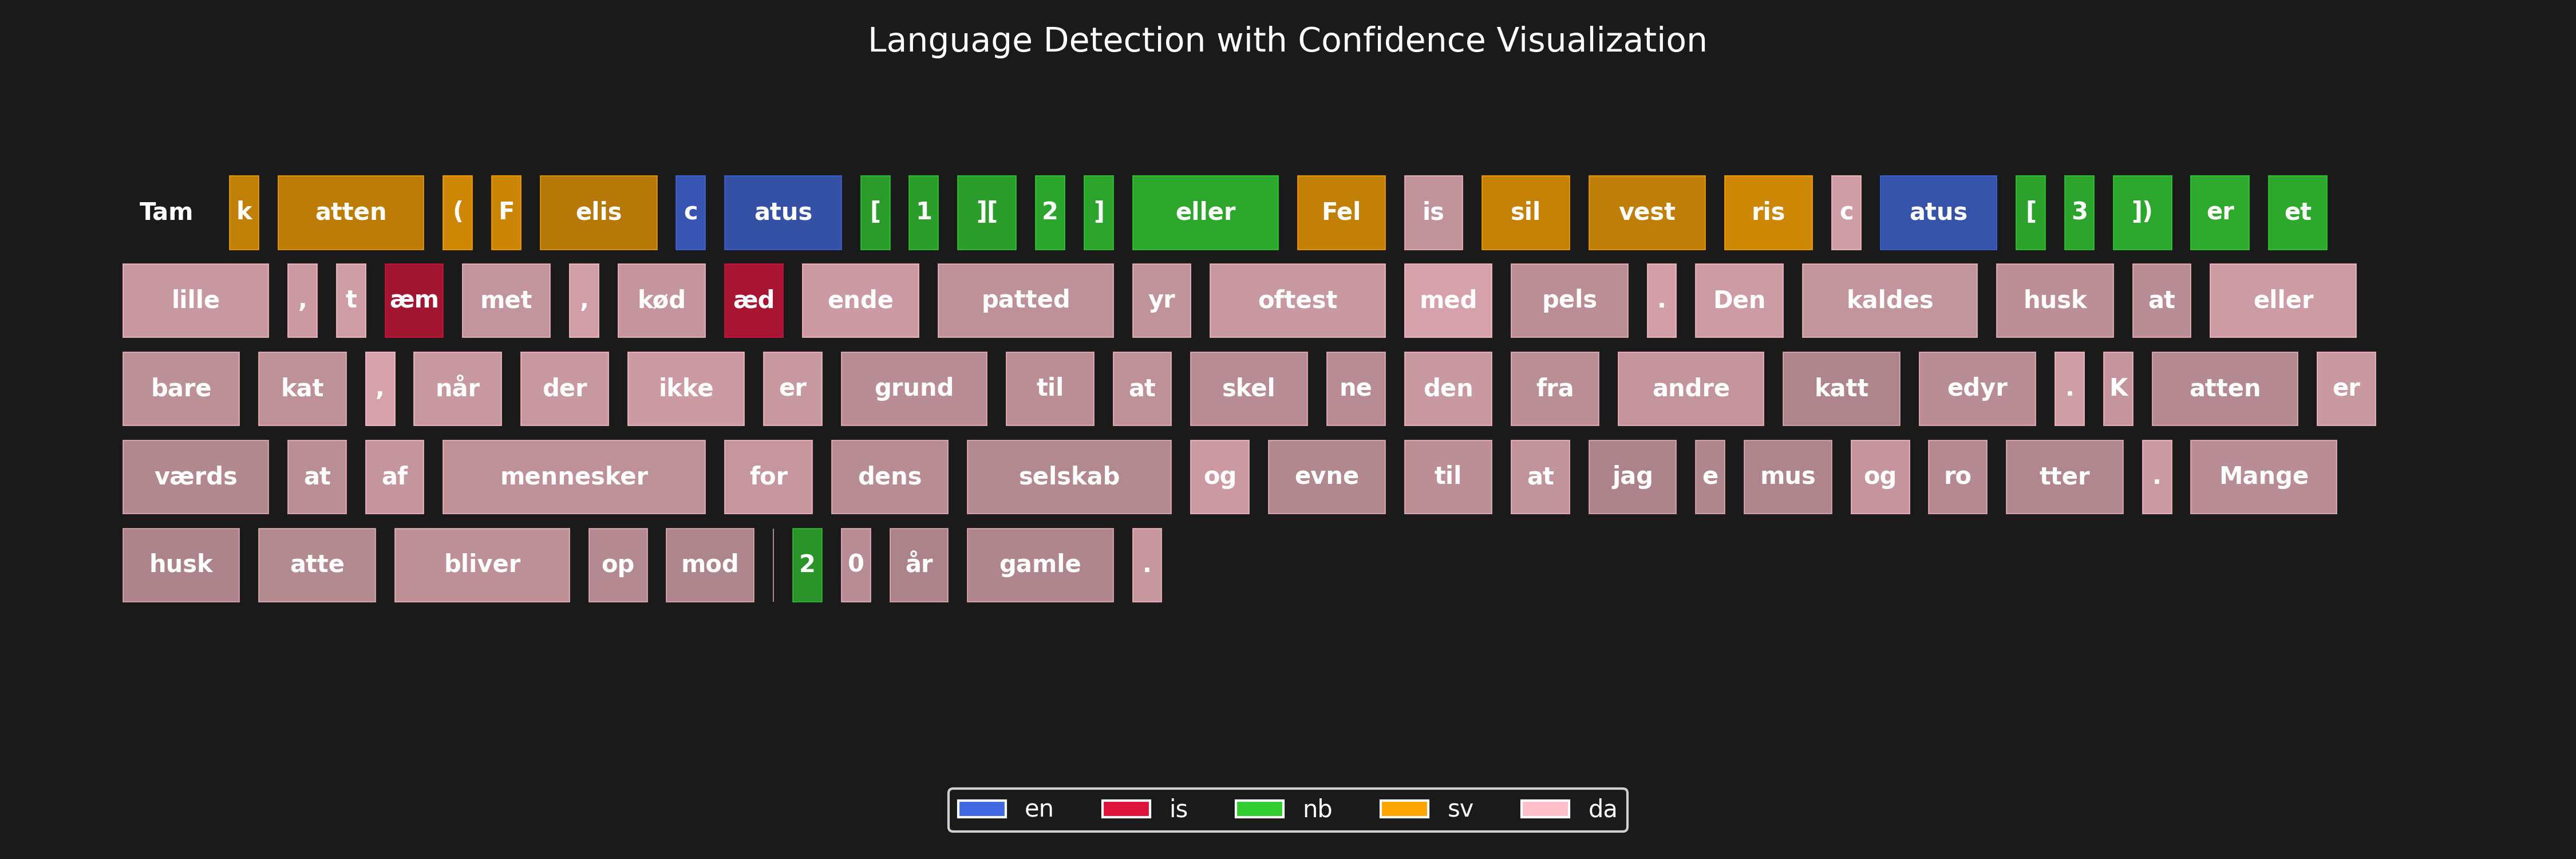 Language Detection with Confidence Visualization
Tam k atten ( F elis c atus [ 1 ][ 2 ] eller Fel is sil vest ris c atus [ 3 ]) er et
lille , t æm met , kød æd ende patted yr oftest med pels . Den kaldes husk at eller
bare kat , når der ikke er grund til at skel ne den fra andre katt edyr . K atten er
værds at af mennesker for dens selskab og evne til at jag e mus og ro tter . Mange
husk atte bliver op mod 2 0 år gamle .
en is nb sv da